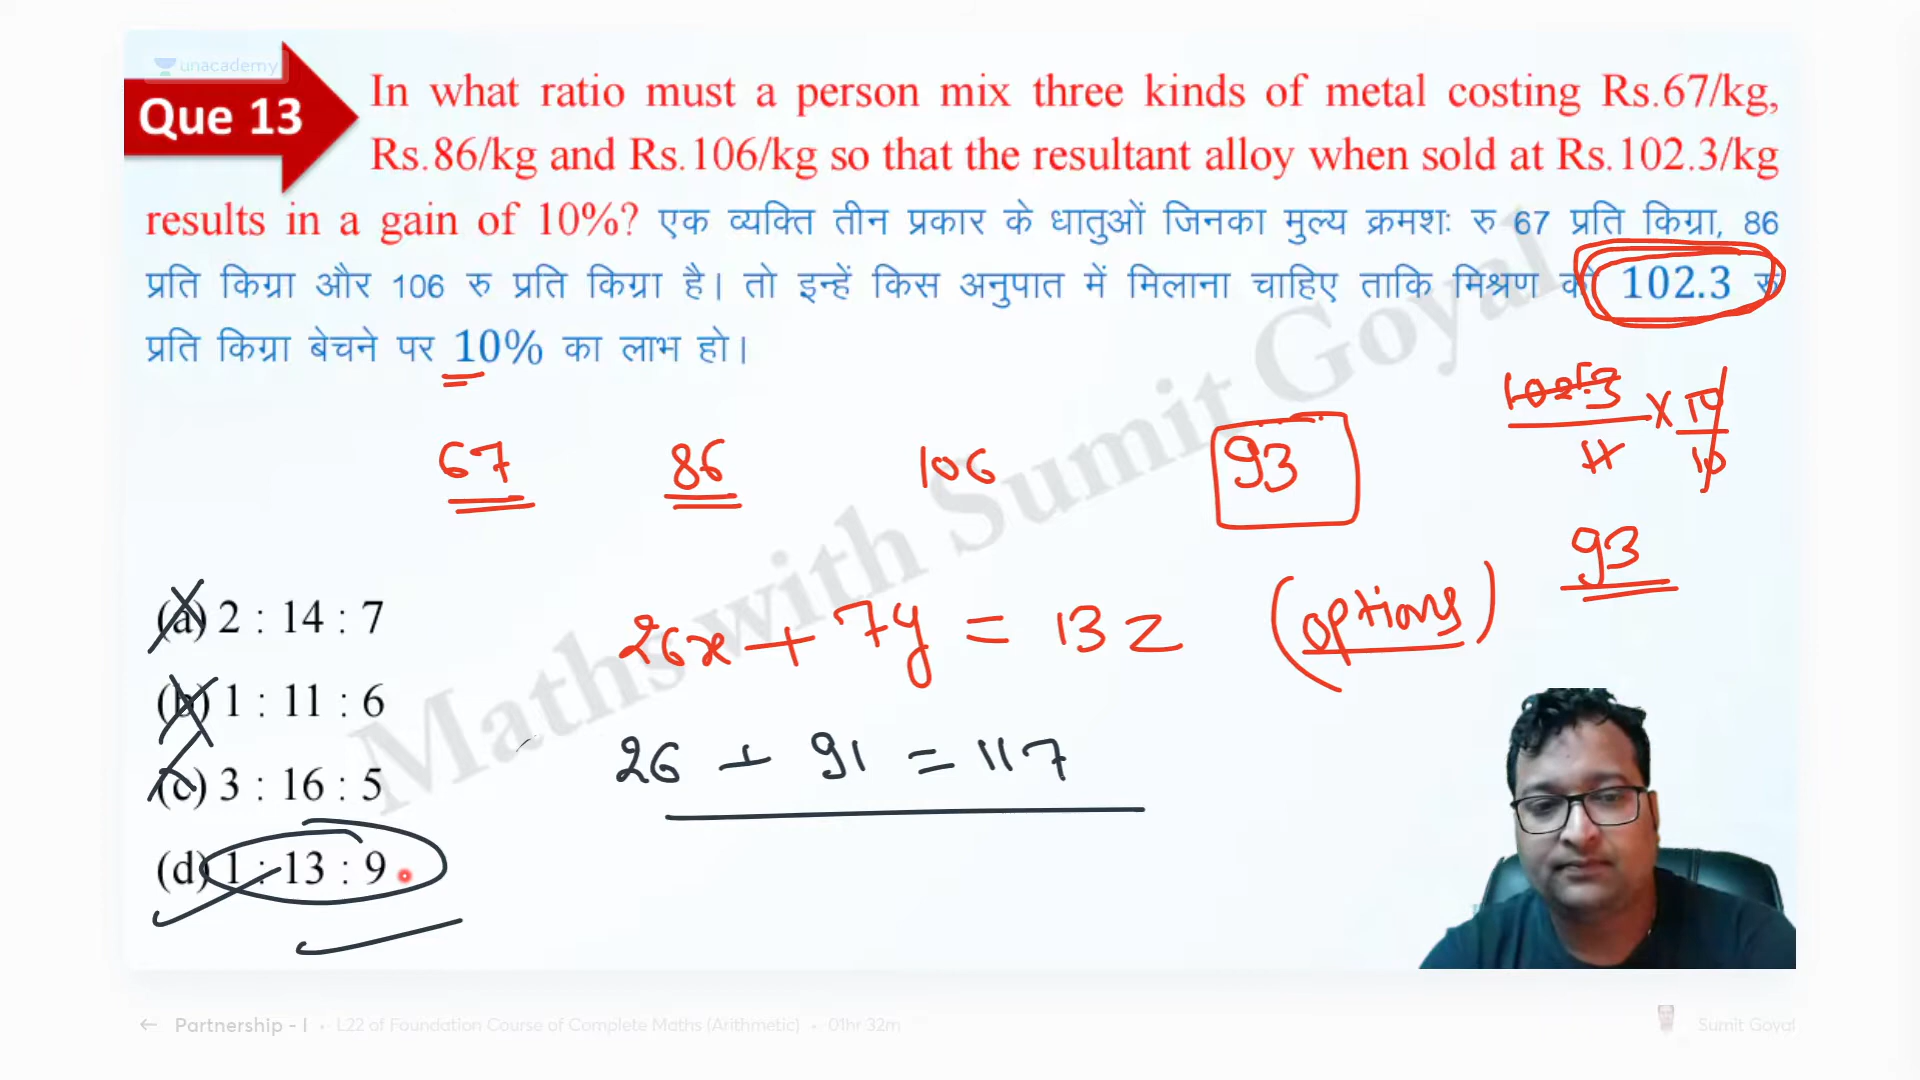 unacademy
Que 13
In what ratio must a person mix three kinds of metal costing Rs.67/kg,
Rs.86/kg and Rs.106/kg so that the resultant alloy when sold at Rs.102.3/kg
results in a gain of 10%? एक व्यक्ति तीन प्रकार के धातुओं जिनका मुल्य क्रमशः रु 67 प्रति किग्रा, 86
प्रति किग्रा और 106 रु प्रति किग्रा है। तो इन्हें किस अनुपात में मिलाना चाहिए ताकि मिश्रण को 102.3 रु
प्रति किग्रा बेचने पर 10% का लाभ हो।
102.3/11 × 10/10
67 86 106 93
93
(a) 2 : 14 : 7
26x + 7y = 13z (options)
(b) 1 : 11 : 6
26 + 91 = 117
(c) 3 : 16 : 5
(d) 1 : 13 : 9
Maths with Sumit Goyal
← Partnership - I • L22 of Foundation Course of Complete Maths (Arithmetic) • 01hr 32m
Sumit Goyal